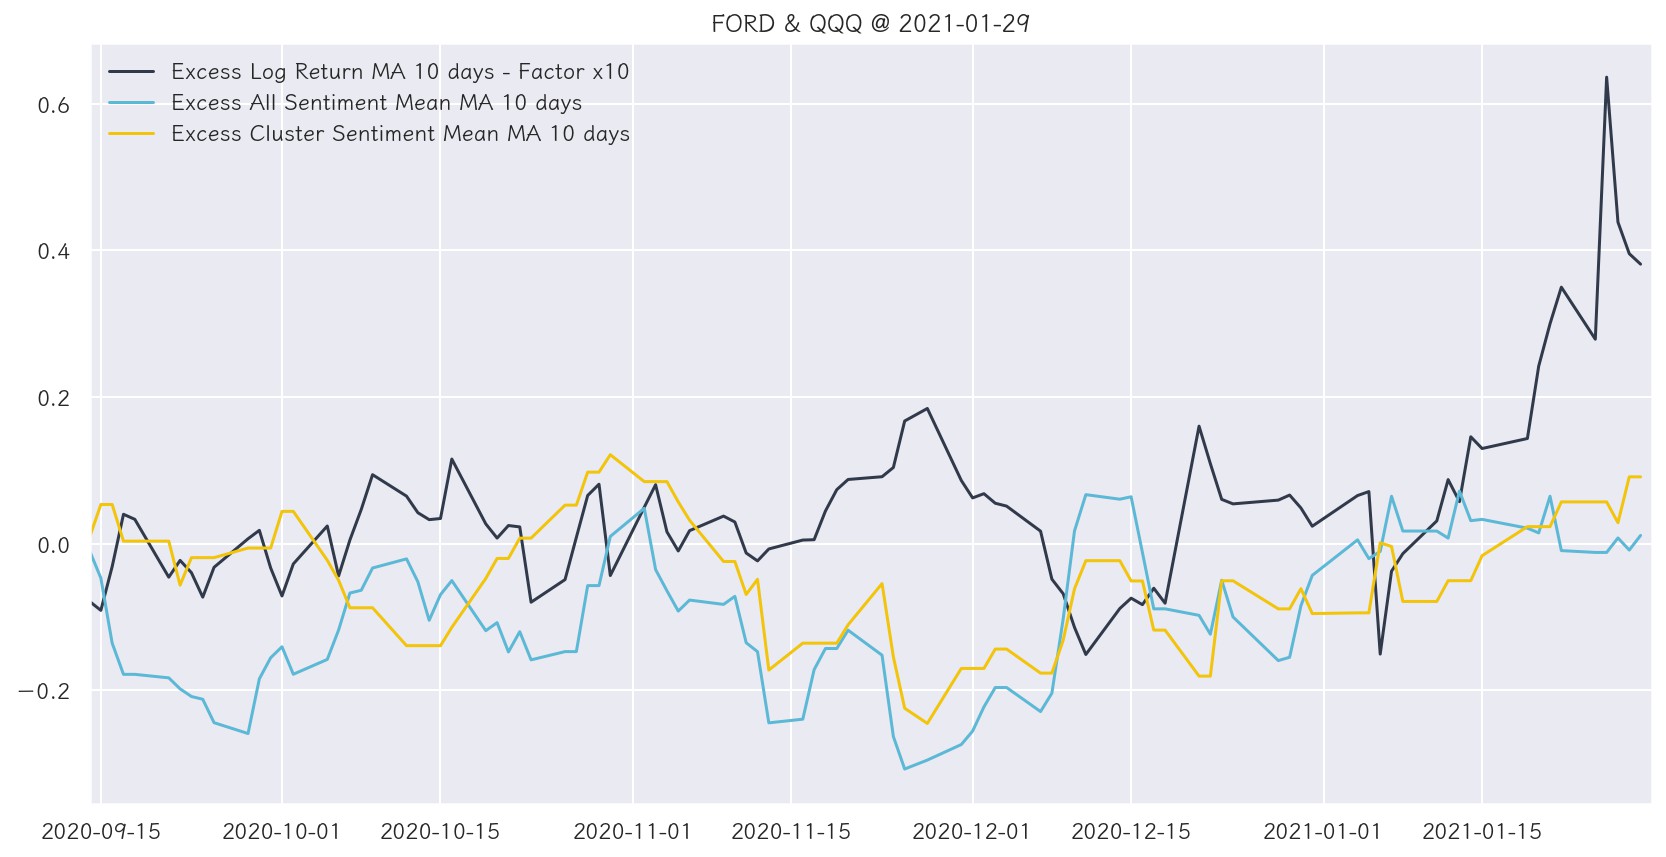 FORD & QQQ @ 2021-01-29
Excess Log Return MA 10 days - Factor x10
Excess All Sentiment Mean MA 10 days
Excess Cluster Sentiment Mean MA 10 days
0.6
0.4
0.2
0.0
−0.2
2020-09-15 2020-10-01 2020-10-15 2020-11-01 2020-11-15 2020-12-01 2020-12-15 2021-01-01 2021-01-15